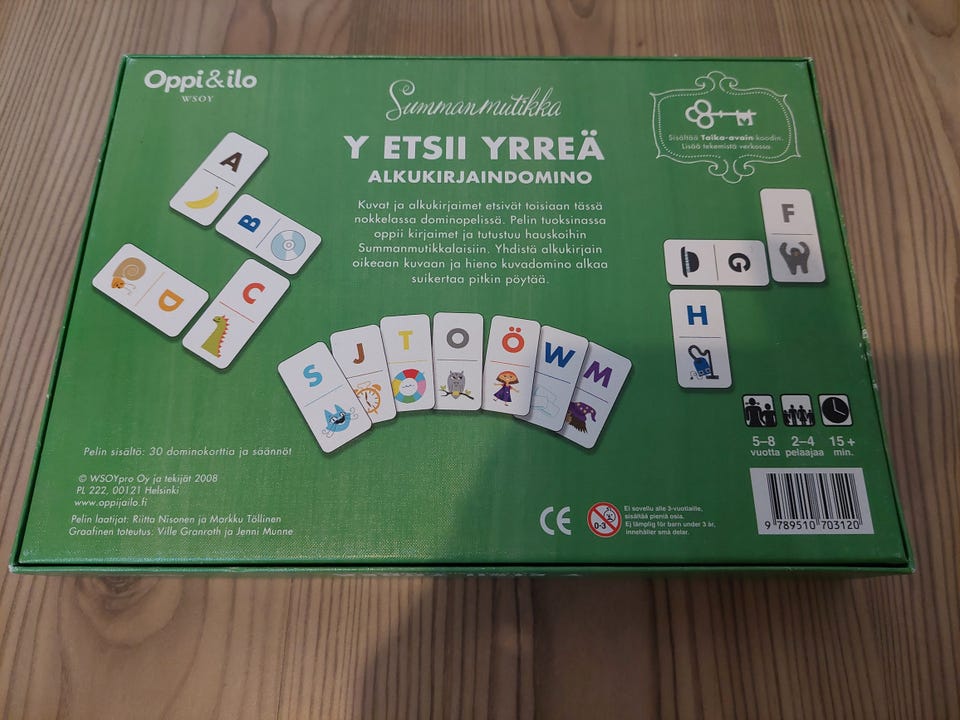 Oppi&ilo
WSOY
Summanmutikka
Y ETSII YRREÄ
ALKUKIRJAINDOMINO
Kuvat ja alkukirjaimet etsivät toisiaan tässä
nokkelassa dominopelissä. Pelin tuoksinassa
oppii kirjaimet ja tutustuu hauskoihin
Summanmutikkalaisiin. Yhdistä alkukirjain
oikeaan kuvaan ja hieno kuvadomino alkaa
suikertaa pitkin pöytää.
Sisältää Taika-avain-koodin.
Lisää tekemistä verkossa.
A
B
C
D
F
G
H
S
J
T
O
Ö
W
M
5–8
vuotta
2–4
pelaajaa
15+
min.
Pelin sisältö: 30 dominokorttia ja säännöt
© WSOYpro Oy ja tekijät 2008
PL 222, 00121 Helsinki
www.oppijailo.fi
Pelin laatijat: Riitta Nisonen ja Markku Töllinen
Graafinen toteutus: Ville Granroth ja Jenni Munne
CE
0-3
Ei sovellu alle 3-vuotiaille,
sisältää pieniä osia.
Ej lämplig för barn under 3 år,
innehåller små delar.
9 789510 703120